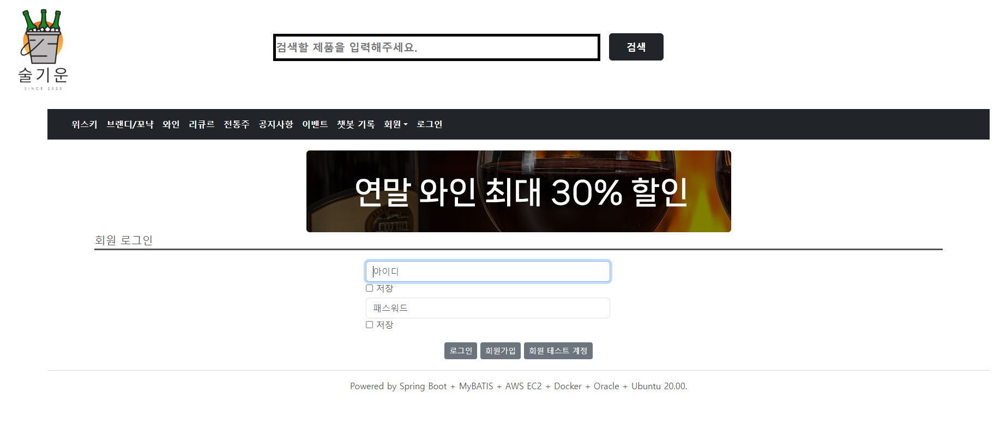 술기운
SINCE 2023
검색할 제품을 입력해주세요.
검색
위스키 브랜디/꼬냑 와인 리큐르 전통주 공지사항 이벤트 챗봇 기록 회원 로그인
연말 와인 최대 30% 할인
회원 로그인
아이디
저장
패스워드
저장
로그인 회원가입 회원 테스트 계정
Powered by Spring Boot + MyBATIS + AWS EC2 + Docker + Oracle + Ubuntu 20.00.